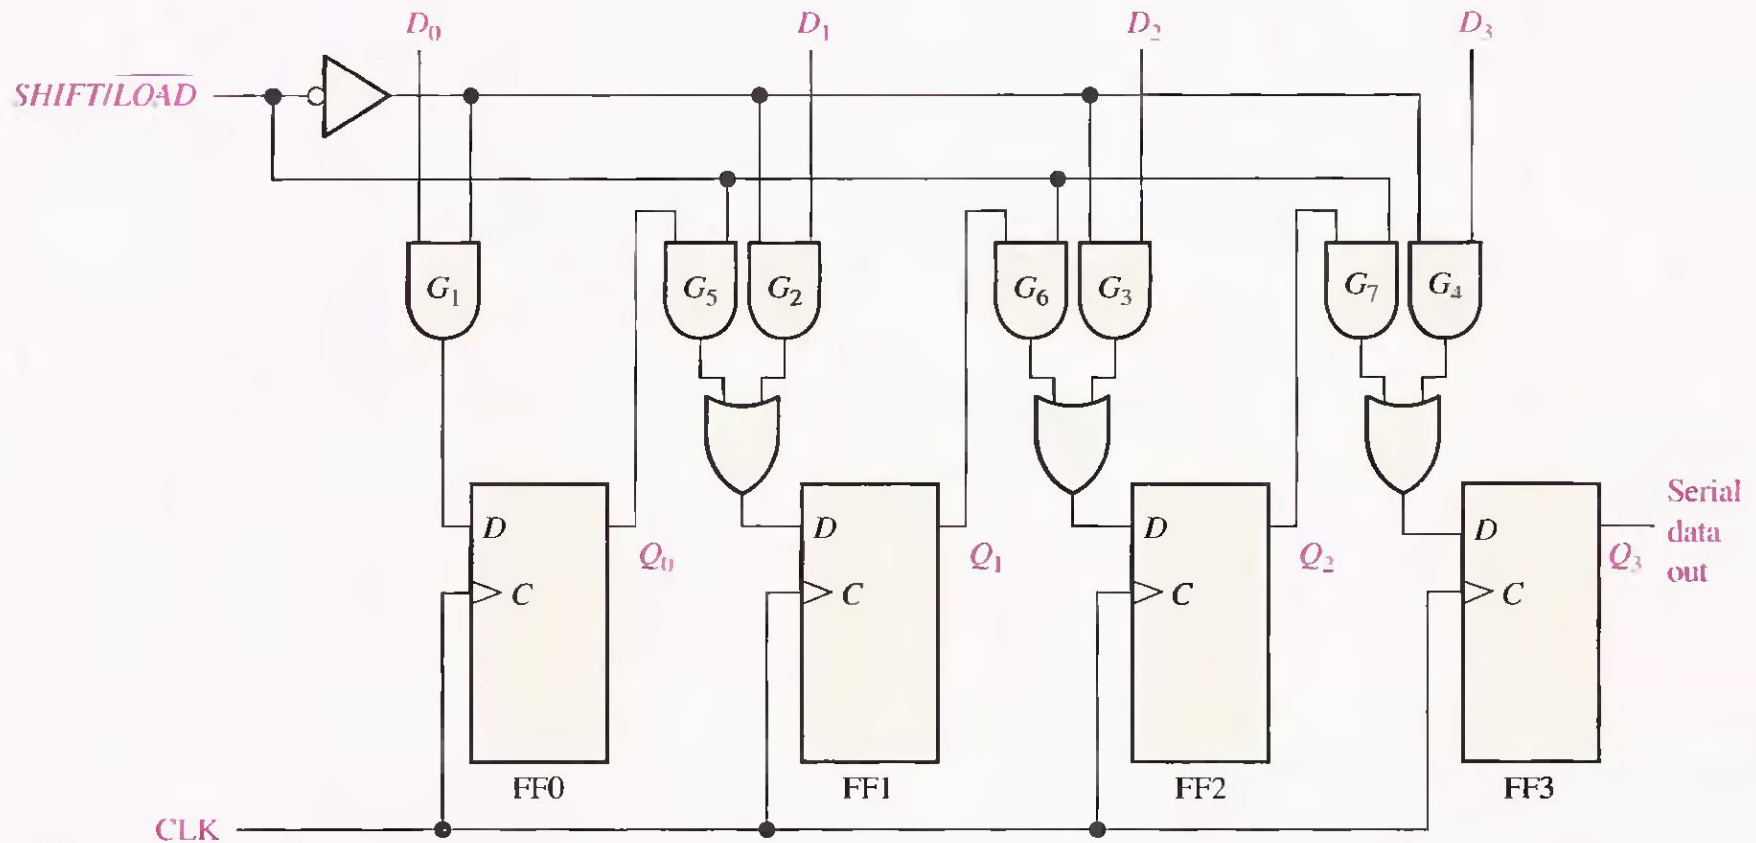 D₀ D₁ D₂ D₃
SHIFT/LOAD
G₁ G₅ G₂ G₆ G₃ G₇ G₄
Serial
data
out
D D D D
Q₀ Q₁ Q₂ Q₃
C C C C
FF0 FF1 FF2 FF3
CLK